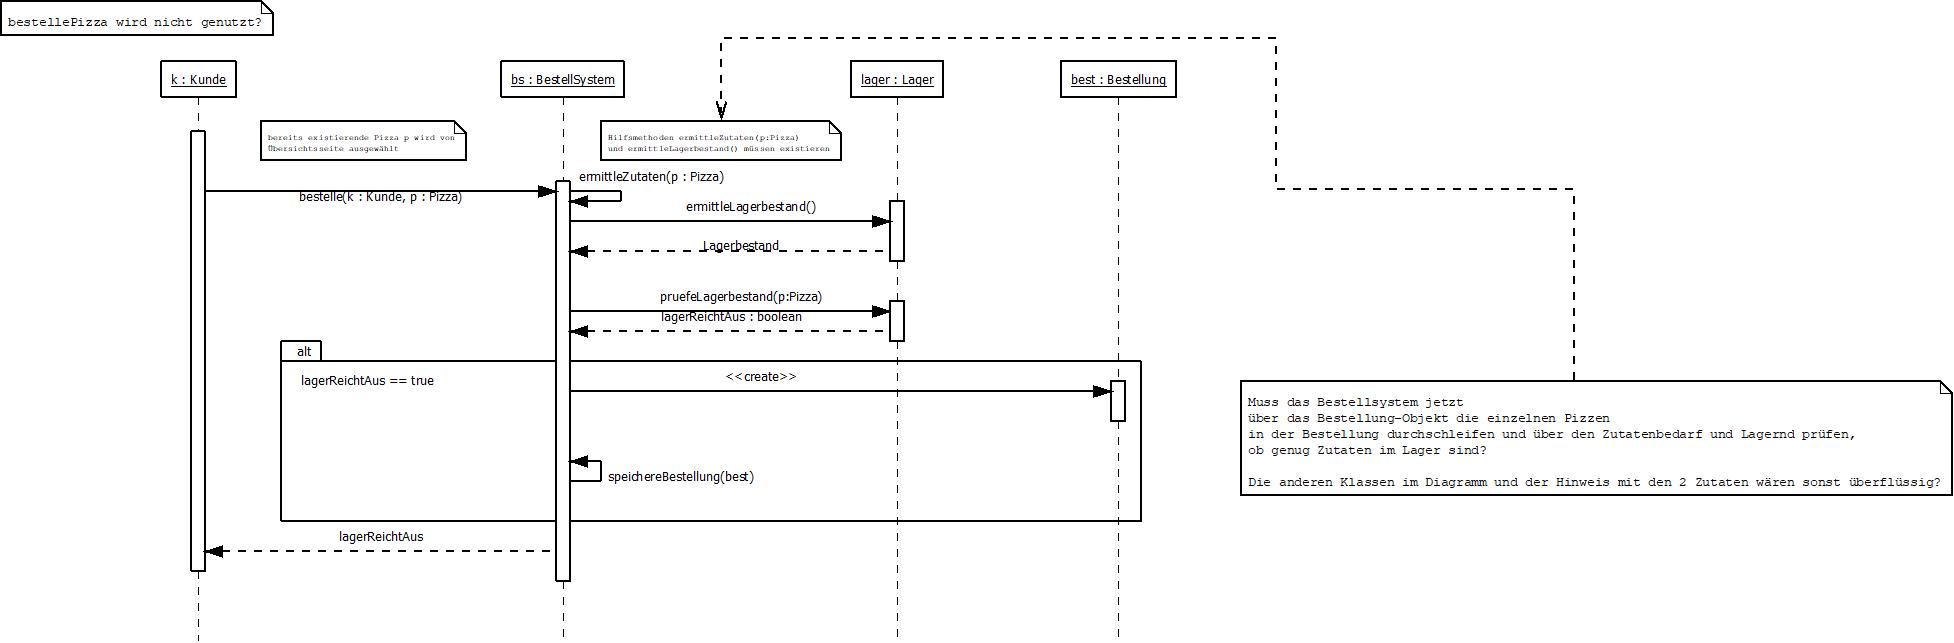 bestellePizza wird nicht genutzt?
k : Kunde
bs : BestellSystem
lager : Lager
best : Bestellung
bereits existierende Pizza p wird von
Übersichtsseite ausgewählt
Hilfsmethoden ermittleZutaten(p:Pizza)
und ermittleLagerbestand() müssen existieren
ermittleZutaten(p : Pizza)
bestelle(k : Kunde, p : Pizza)
ermittleLagerbestand()
Lagerbestand
pruefeLagerbestand(p:Pizza)
lagerReichtAus : boolean
alt
lagerReichtAus == true
<<create>>
speichereBestellung(best)
lagerReichtAus
Muss das Bestellsystem jetzt
über das Bestellung-Objekt die einzelnen Pizzen
in der Bestellung durchschleifen und über den Zutatenbedarf und Lagernd prüfen,
ob genug Zutaten im Lager sind?
Die anderen Klassen im Diagramm und der Hinweis mit den 2 Zutaten wären sonst überflüssig?